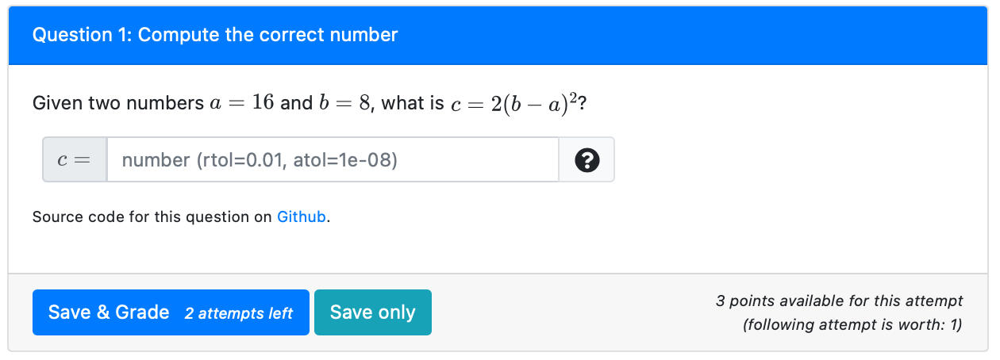 Question 1: Compute the correct number
Given two numbers a = 16 and b = 8, what is c = 2(b − a)²?
c = number (rtol=0.01, atol=1e-08) ?
Source code for this question on Github.
Save & Grade 2 attempts left Save only
3 points available for this attempt
(following attempt is worth: 1)